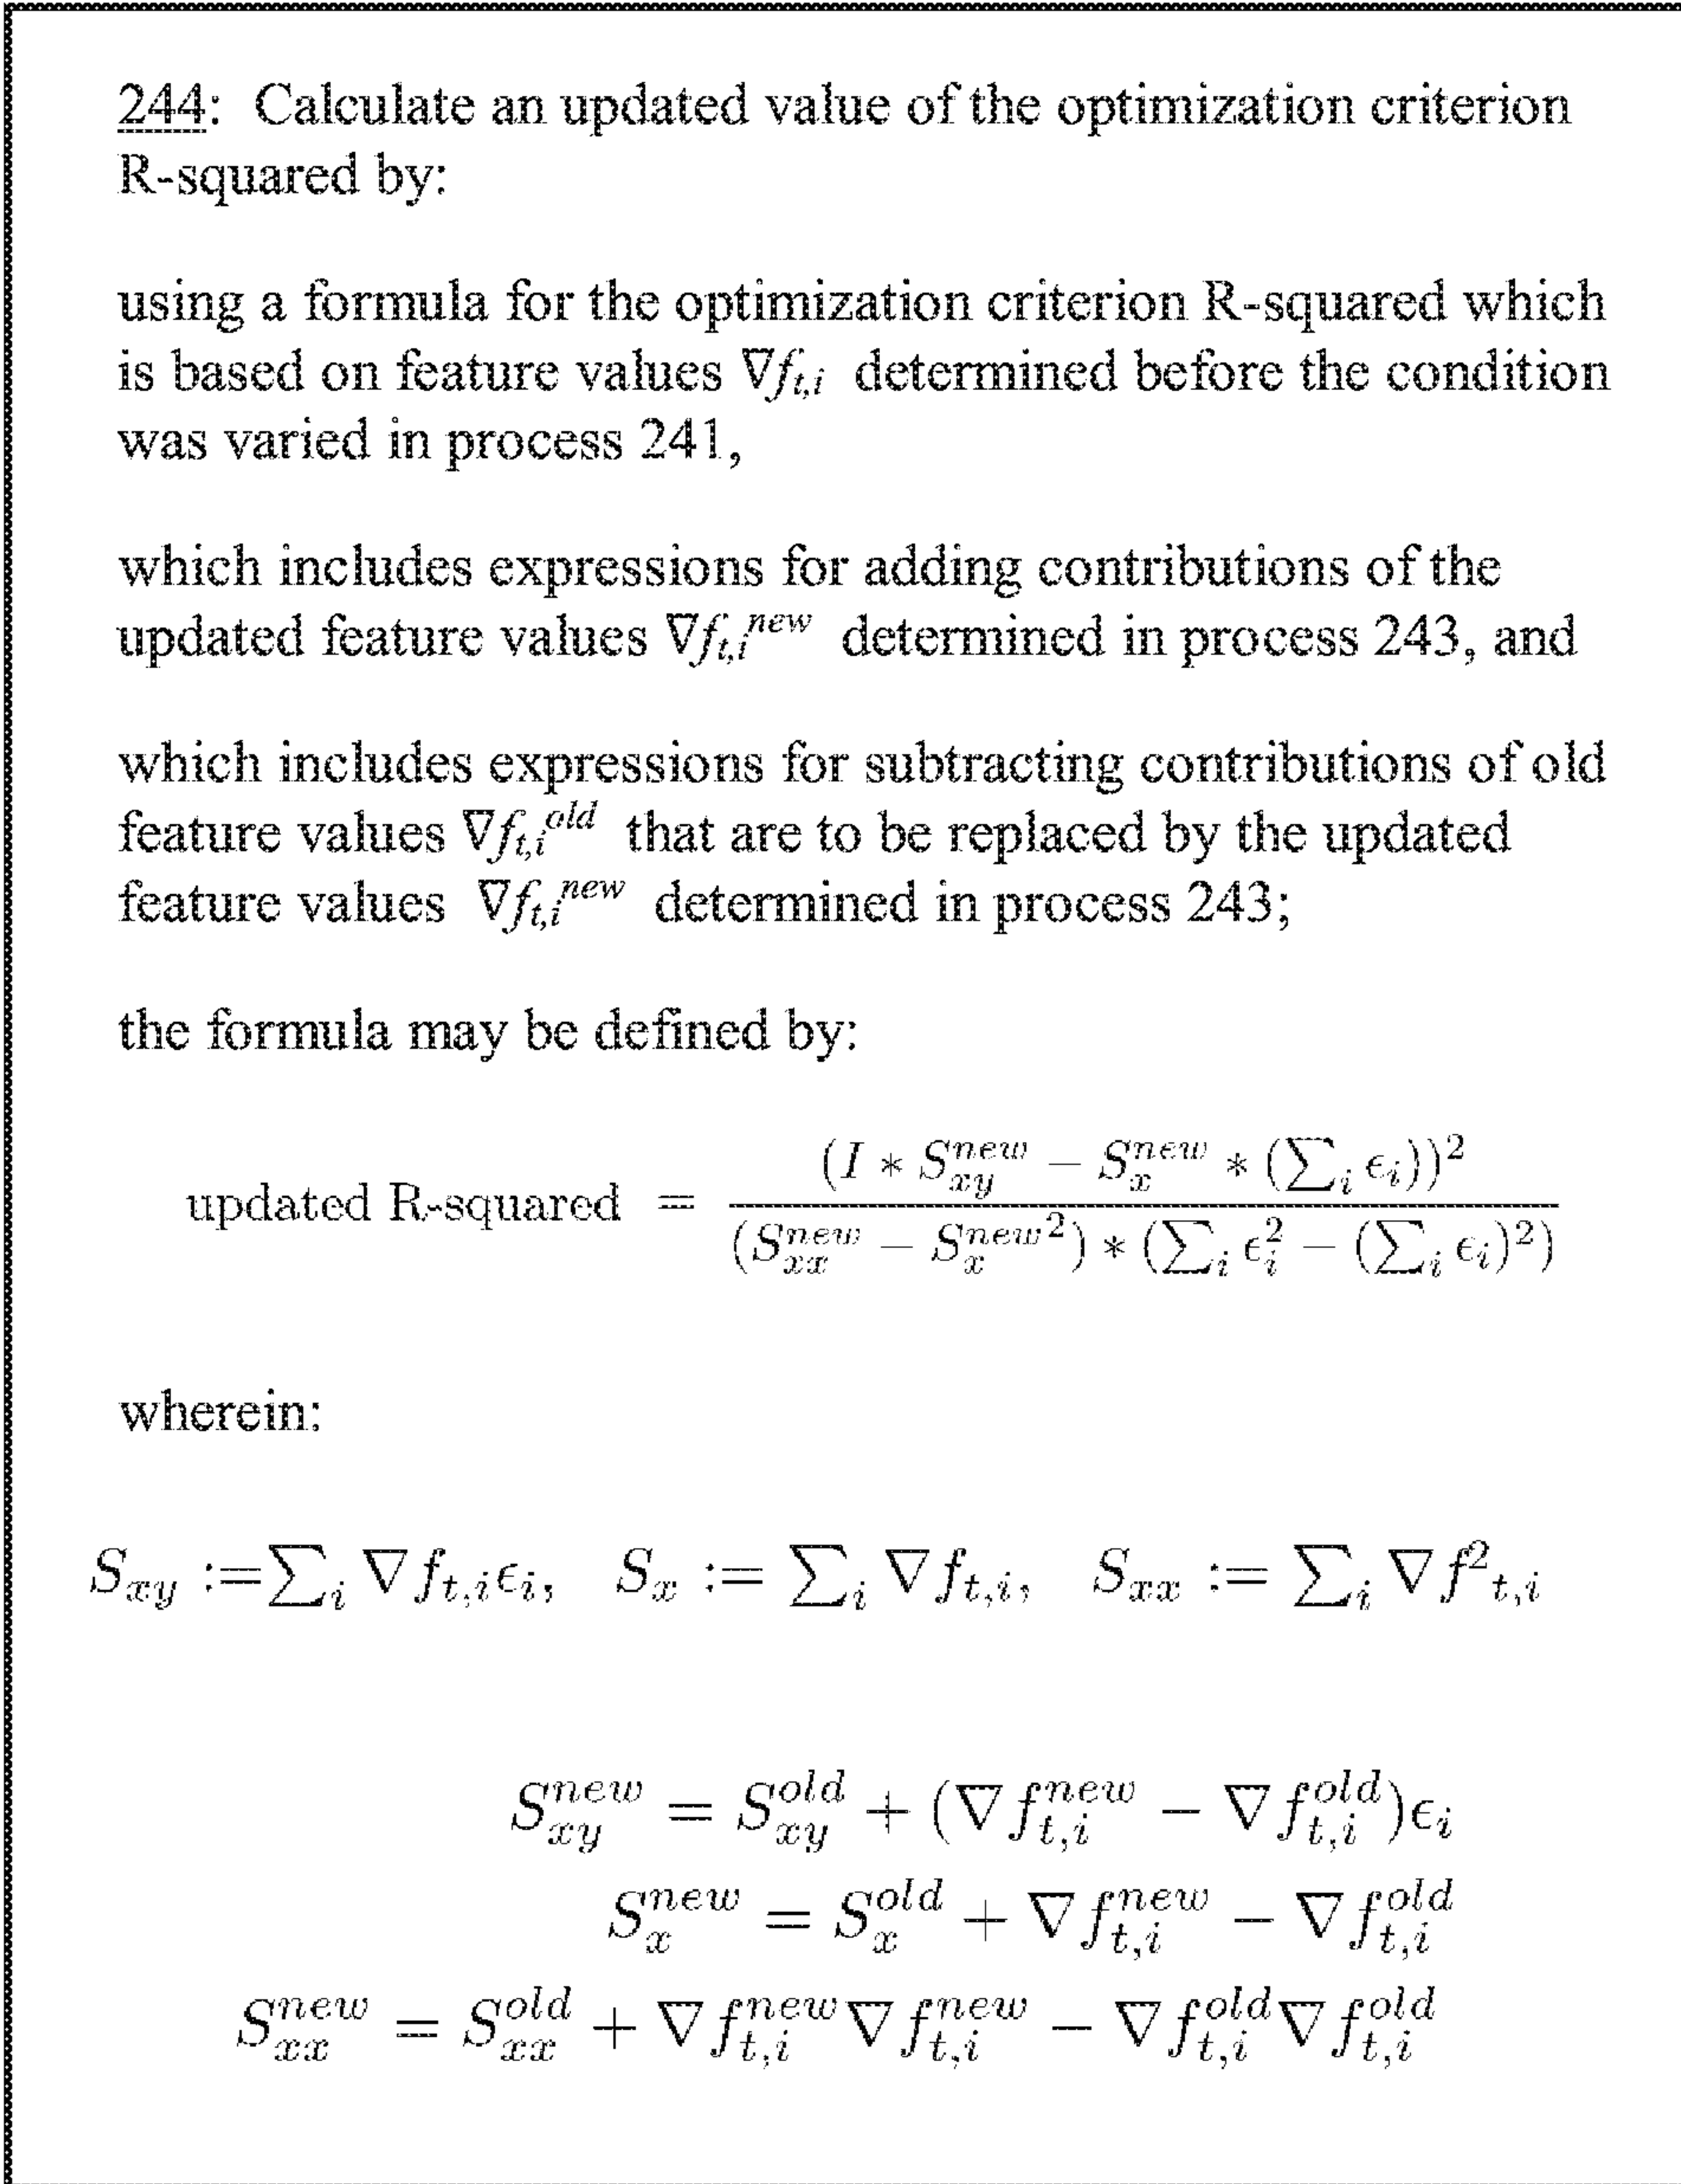 244: Calculate an updated value of the optimization criterion
R-squared by:
using a formula for the optimization criterion R-squared which
is based on feature values ∇f_{t,i} determined before the condition
was varied in process 241,
which includes expressions for adding contributions of the
updated feature values ∇f_{t,i}^{new} determined in process 243, and
which includes expressions for subtracting contributions of old
feature values ∇f_{t,i}^{old} that are to be replaced by the updated
feature values ∇f_{t,i}^{new} determined in process 243;
the formula may be defined by:
updated R-squared = \frac{(I * S_{xy}^{new} - S_x^{new} * (\sum_i ε_i))^2}{(S_{xx}^{new} - S_x^{new 2}) * (\sum_i ε_i^2 - (\sum_i ε_i)^2)}
wherein:
S_{xy} := \sum_i ∇f_{t,i} ε_i, S_x := \sum_i ∇f_{t,i}, S_{xx} := \sum_i ∇f^2_{t,i}
S_{xy}^{new} = S_{xy}^{old} + (∇f_{t,i}^{new} - ∇f_{t,i}^{old}) ε_i
S_x^{new} = S_x^{old} + ∇f_{t,i}^{new} - ∇f_{t,i}^{old}
S_{xx}^{new} = S_{xx}^{old} + ∇f_{t,i}^{new} ∇f_{t,i}^{new} - ∇f_{t,i}^{old} ∇f_{t,i}^{old}